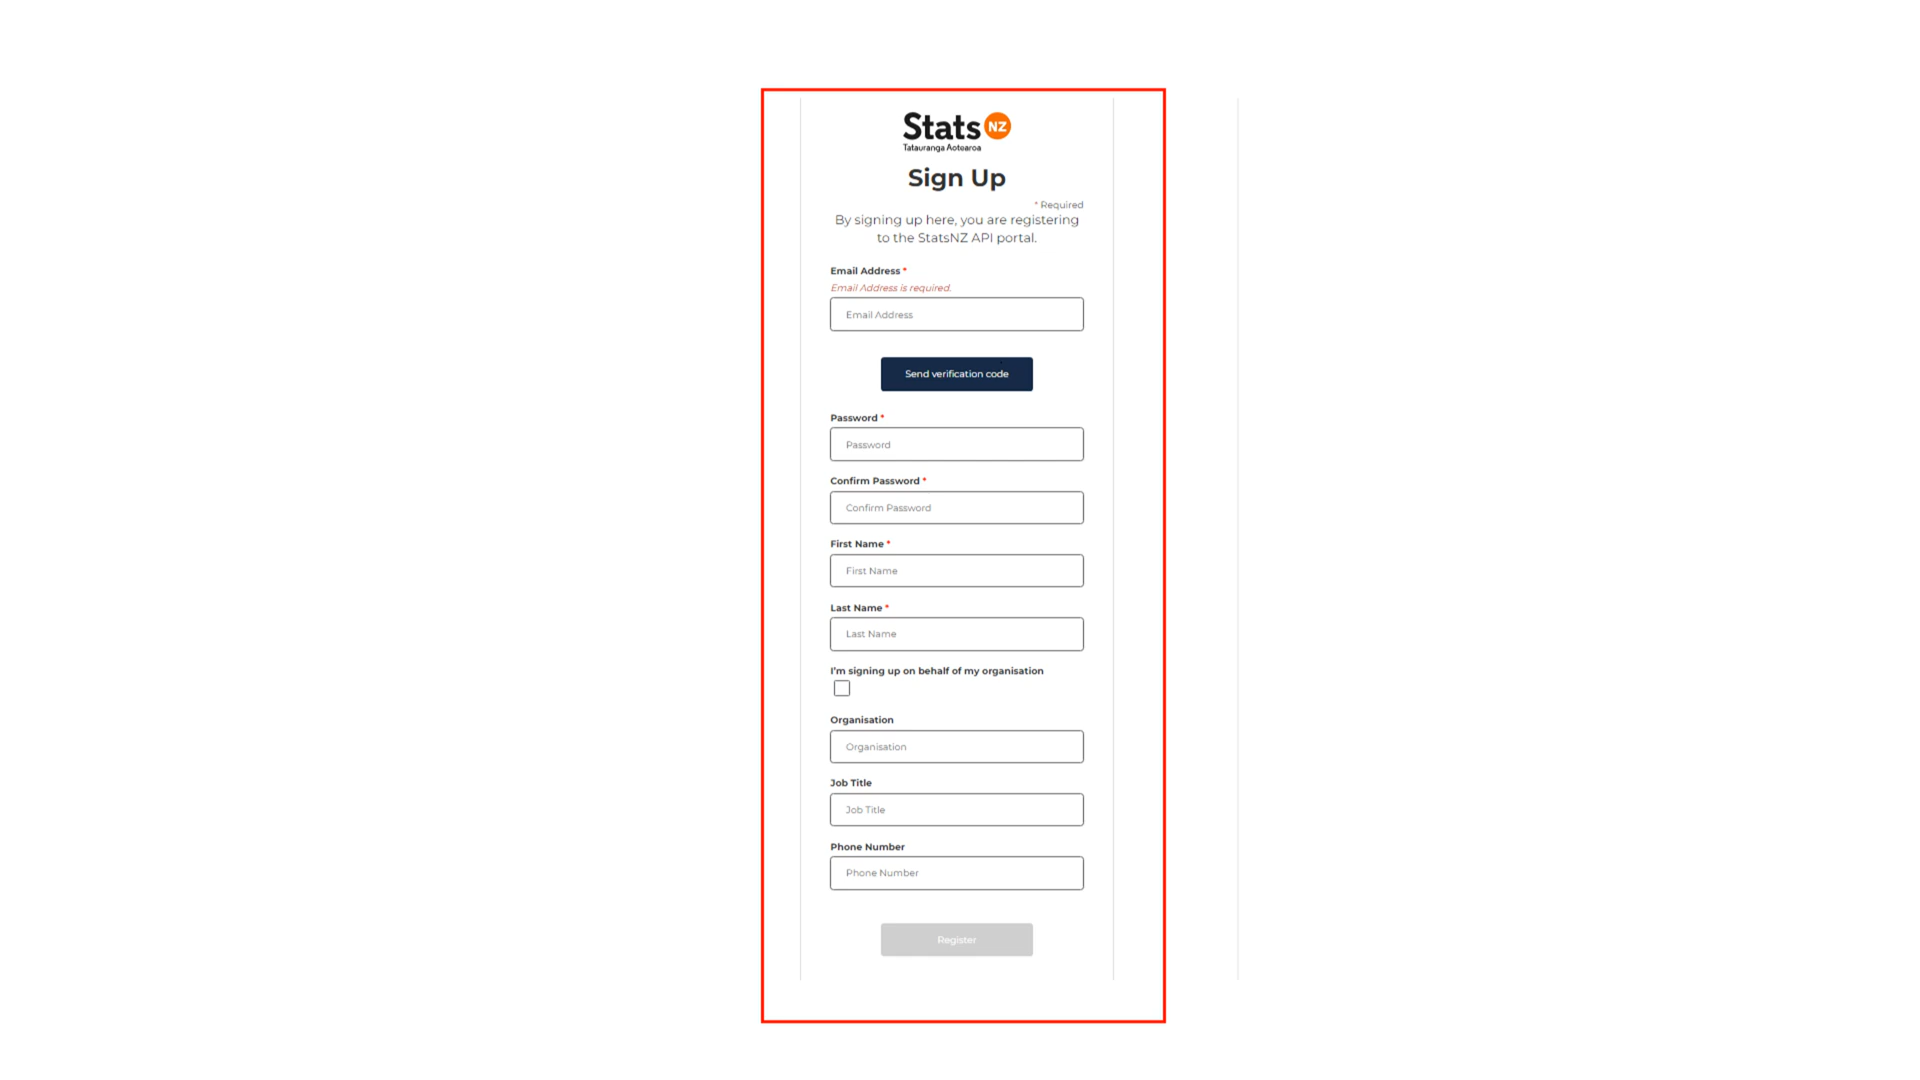 Stats NZ
Tatauranga Aotearoa
Sign Up
* Required
By signing up here, you are registering
to the StatsNZ API portal.
Email Address *
Email Address is required.
Email Address
Send verification code
Password *
Password
Confirm Password *
Confirm Password
First Name *
First Name
Last Name *
Last Name
I'm signing up on behalf of my organisation
Organisation
Organisation
Job Title
Job Title
Phone Number
Phone Number
Register